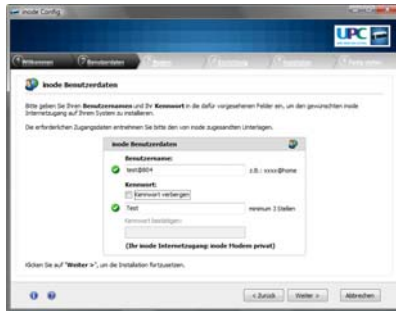 inode Config
UPC
Willkommen
Benutzerdaten
inode Benutzerdaten
Bitte geben Sie Ihren Benutzernamen und Ihr Kennwort in die dafür vorgesehenen Felder ein, um den gewünschten inode
Internetzugang auf Ihrem System zu installieren.
Die erforderlichen Zugangsdaten entnehmen Sie bitte den von inode zugesandten Unterlagen.
inode Benutzerdaten
Benutzername:
test@804 z.B.: xxxx@home
Kennwort:
Kennwort verbergen
Test minimum 3 Stellen
Kennwort bestätigen:
(Ihr inode Internetzugang: inode Modem privat)
Klicken Sie auf "Weiter >", um die Installation fortzusetzen.
< Zurück Weiter > Abbrechen